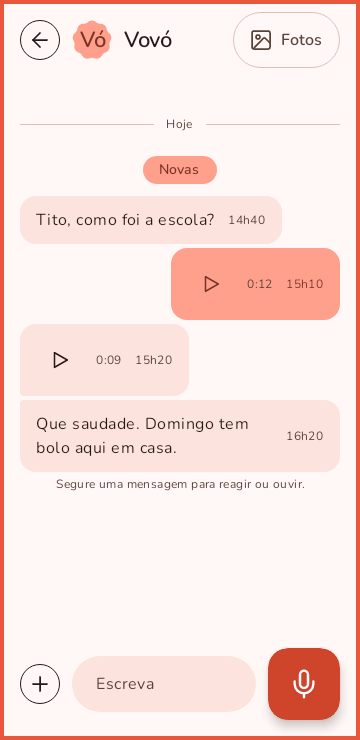 Vó Vovó Fotos
Hoje
Novas
Tito, como foi a escola? 14h40
0:12 15h10
0:09 15h20
Que saudade. Domingo tem
bolo aqui em casa. 16h20
Segure uma mensagem para reagir ou ouvir.
Escreva